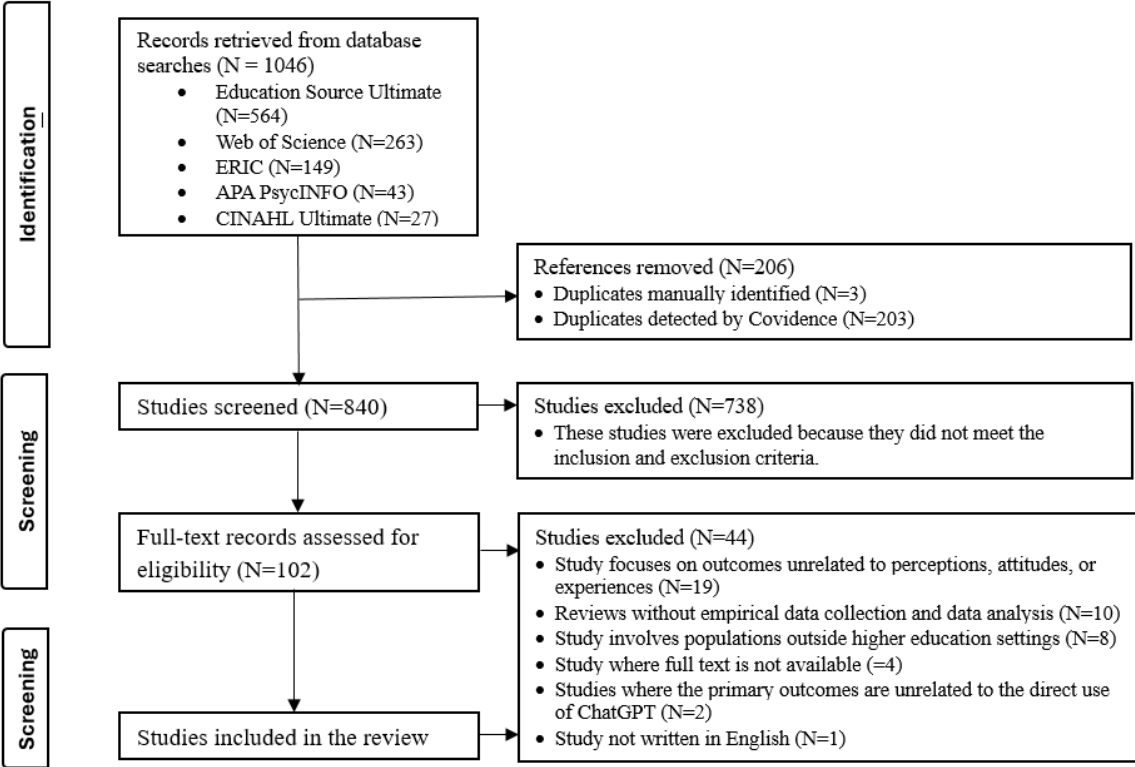 Identification
Records retrieved from database
searches (N = 1046)
• Education Source Ultimate
(N=564)
• Web of Science (N=263)
• ERIC (N=149)
• APA PsycINFO (N=43)
• CINAHL Ultimate (N=27)
References removed (N=206)
• Duplicates manually identified (N=3)
• Duplicates detected by Covidence (N=203)
Screening
Studies screened (N=840)
Studies excluded (N=738)
• These studies were excluded because they did not meet the
inclusion and exclusion criteria.
Full-text records assessed for
eligibility (N=102)
Studies excluded (N=44)
• Study focuses on outcomes unrelated to perceptions, attitudes, or
experiences (N=19)
• Reviews without empirical data collection and data analysis (N=10)
• Study involves populations outside higher education settings (N=8)
• Study where full text is not available (=4)
• Studies where the primary outcomes are unrelated to the direct use
of ChatGPT (N=2)
• Study not written in English (N=1)
Screening
Studies included in the review